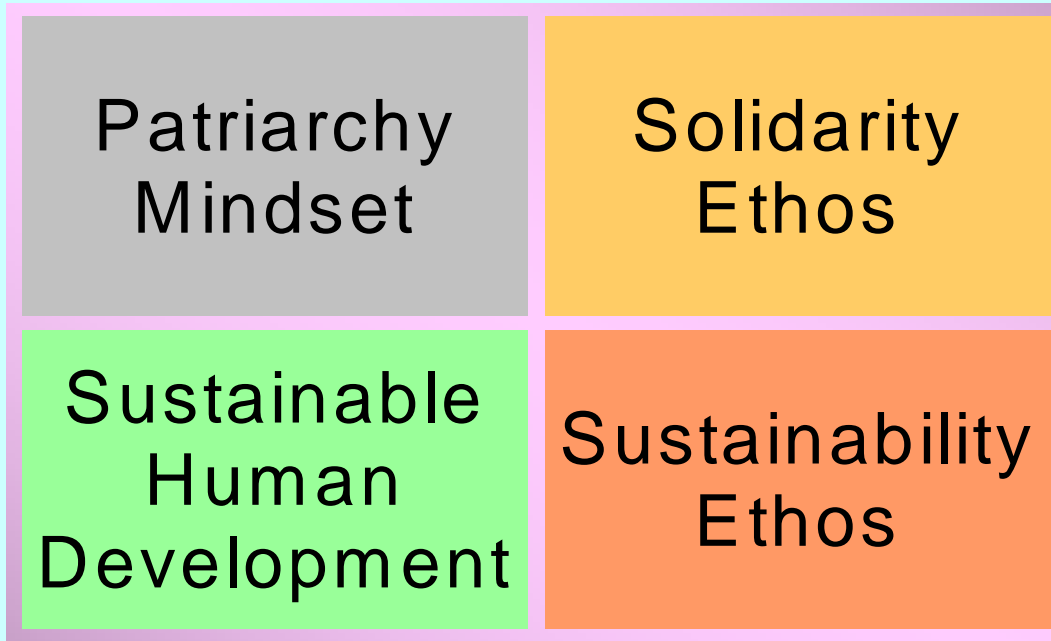 Patriarchy
Mindset
Solidarity
Ethos
Sustainable
Human
Development
Sustainability
Ethos